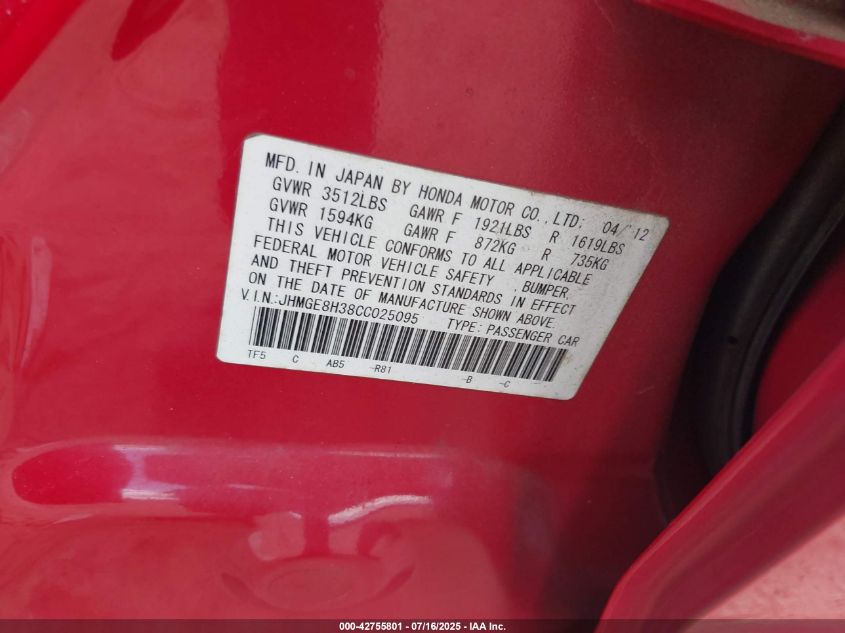 MFD. IN JAPAN BY HONDA MOTOR CO., LTD; 04/'12
GVWR 3512LBS GAWR F 1921LBS R 1619LBS
GVWR 1594KG GAWR F 872KG R 735KG
THIS VEHICLE CONFORMS TO ALL APPLICABLE
FEDERAL MOTOR VEHICLE SAFETY, BUMPER,
AND THEFT PREVENTION STANDARDS IN EFFECT
ON THE DATE OF MANUFACTURE SHOWN ABOVE.
V.I.N.:JHMGE8H38CC025095 TYPE: PASSENGER CAR
TF5 C AB5 -R81 -B -C
000-42755801 - 07/16/2025 - IAA Inc.